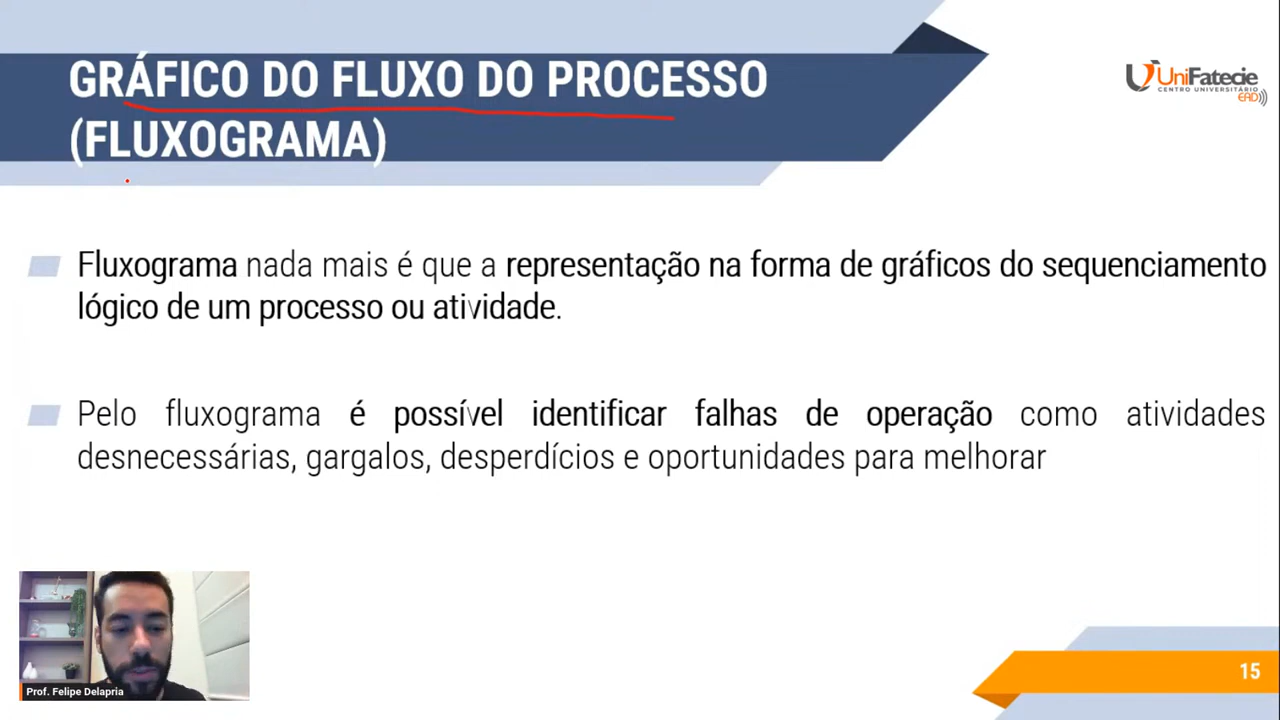 GRÁFICO DO FLUXO DO PROCESSO
(FLUXOGRAMA)
UniFatecie
CENTRO UNIVERSITÁRIO
EAD
Fluxograma nada mais é que a representação na forma de gráficos do sequenciamento
lógico de um processo ou atividade.
Pelo fluxograma é possível identificar falhas de operação como atividades
desnecessárias, gargalos, desperdícios e oportunidades para melhorar
Prof. Felipe Delapria
15